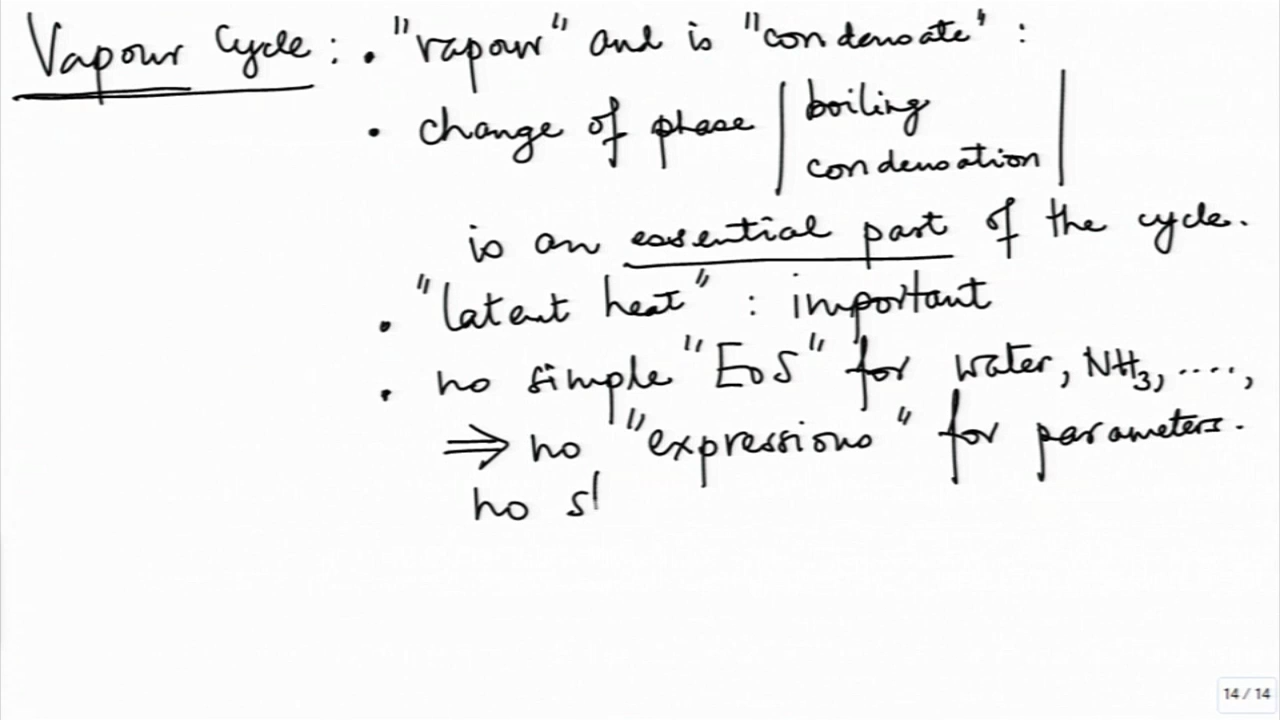 Vapour Cycle : • "vapour" and is "condensate" :
• change of phase | boiling
condensation |
is an essential part of the cycle.
• "latent heat" : important
• no simple "EoS" for water, NH3, ....,
⇒ no "expressions" for parameters.
no s
14 / 14